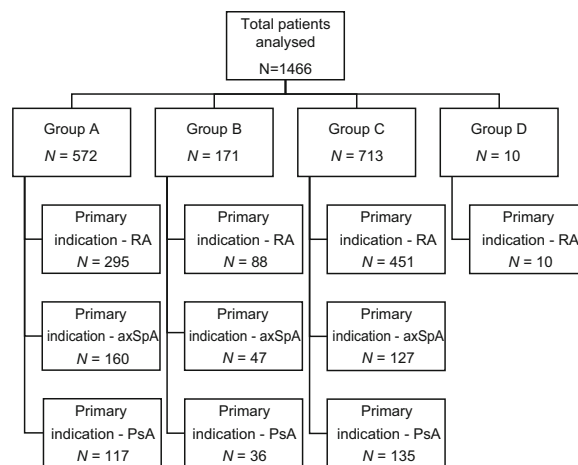 Total patients
analysed
N=1466
Group A
N = 572
Group B
N = 171
Group C
N = 713
Group D
N = 10
Primary
indication - RA
N = 295
Primary
indication - RA
N = 88
Primary
indication - RA
N = 451
Primary
indication - RA
N = 10
Primary
indication - axSpA
N = 160
Primary
indication - axSpA
N = 47
Primary
indication - axSpA
N = 127
Primary
indication - PsA
N = 117
Primary
indication - PsA
N = 36
Primary
indication - PsA
N = 135